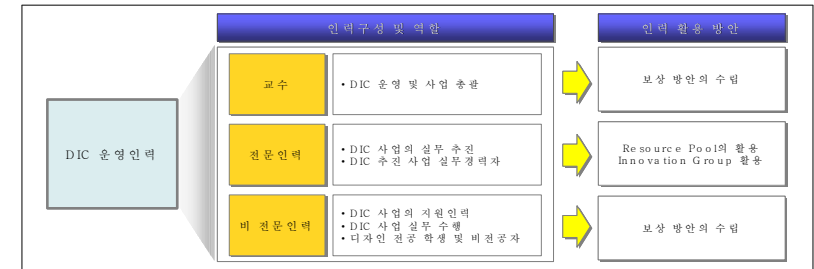 인력구성 및 역할
인력 활용 방안
DIC 운영인력
교수
• DIC 운영 및 사업 총괄
보상 방안의 수립
전문인력
• DIC 사업의 실무 추진
• DIC 추진 사업 실무경력자
Resource Pool의 활용
Innovation Group 활용
비 전문인력
• DIC 사업의 지원인력
• DIC 사업 실무 수행
• 디자인 전공 학생 및 비전공자
보상 방안의 수립